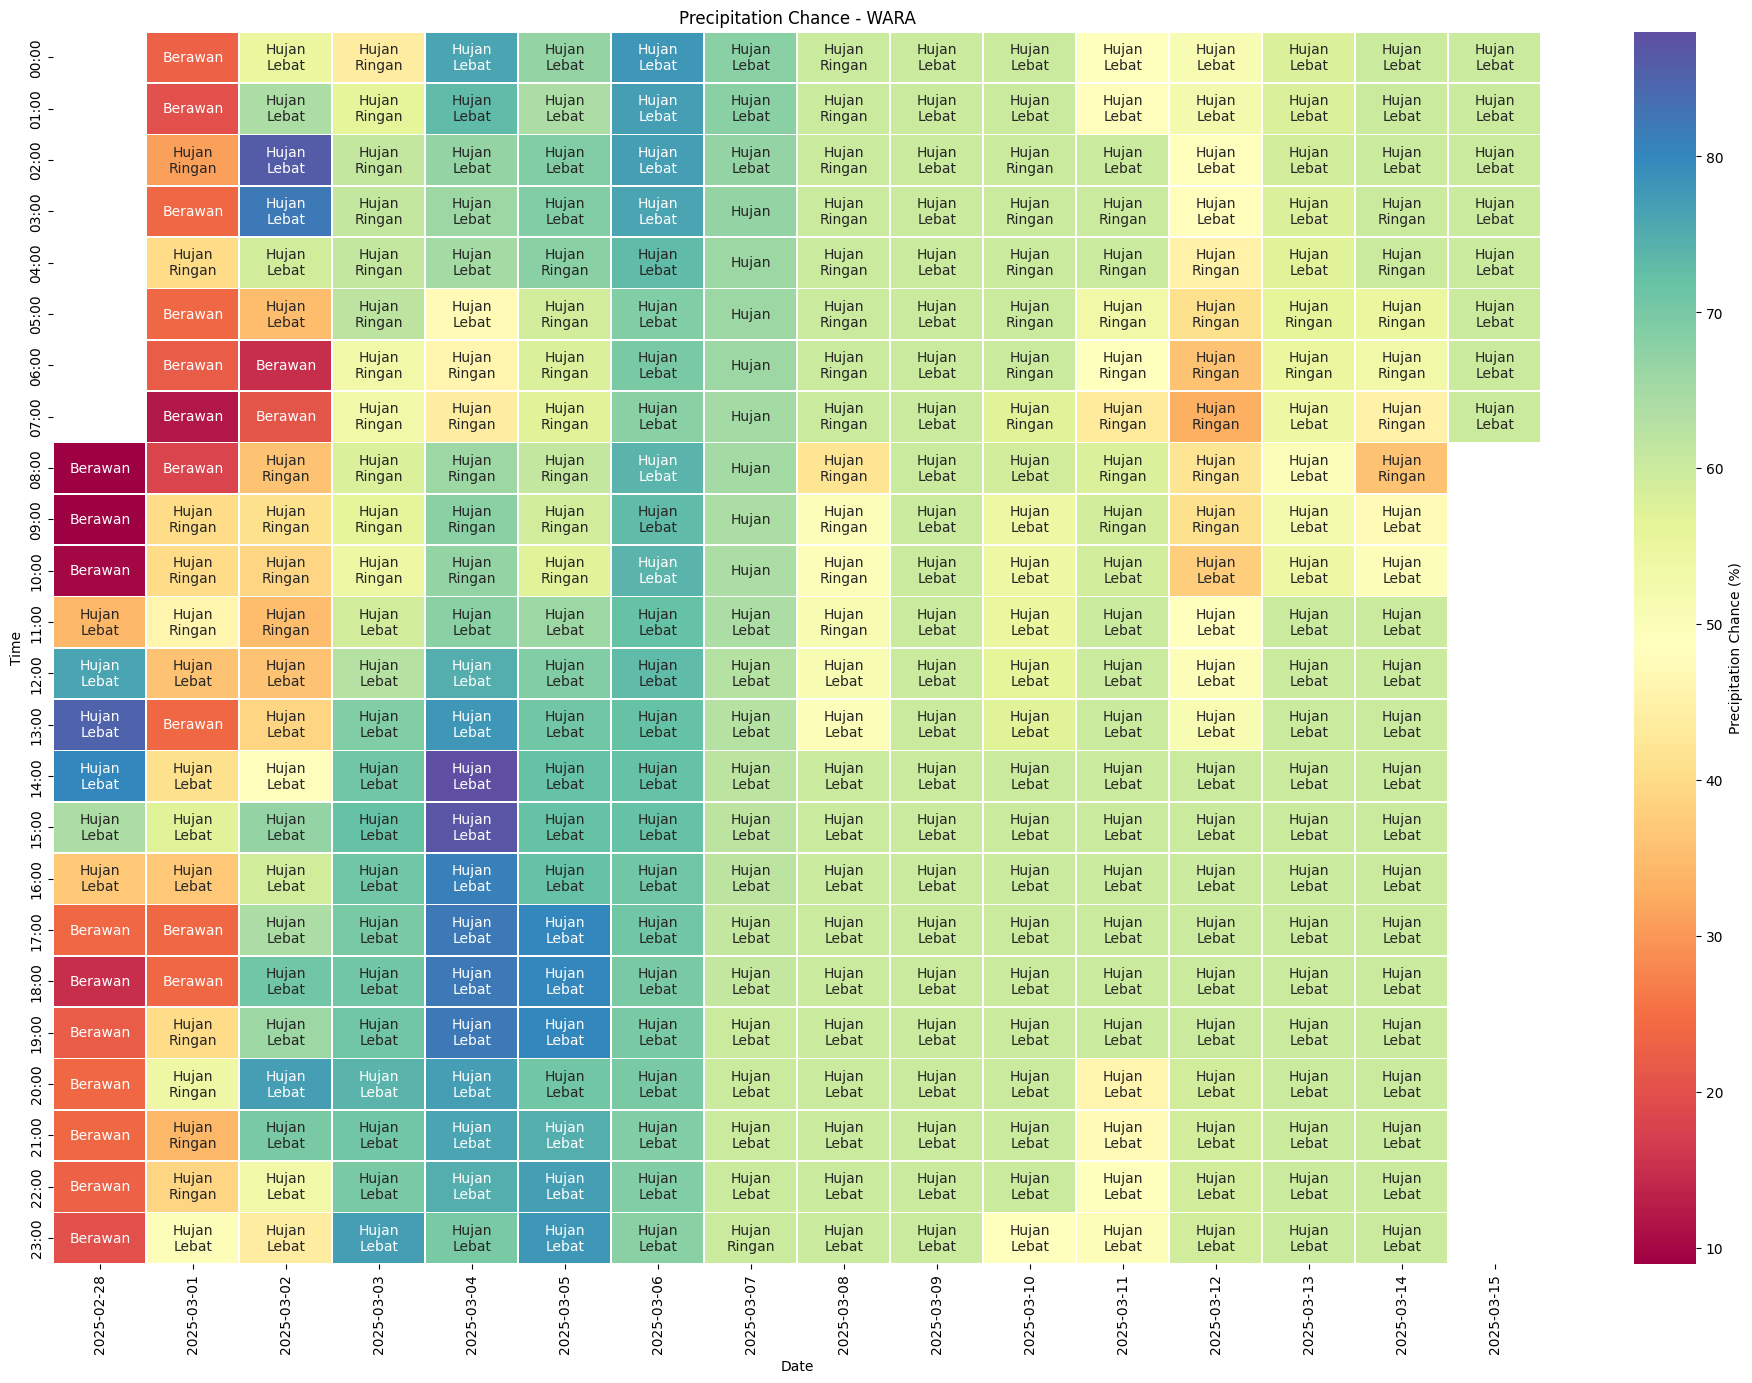 Precipitation Chance - WARA
00:00 Berawan Hujan Lebat Hujan Ringan Hujan Lebat Hujan Lebat Hujan Lebat Hujan Lebat Hujan Ringan Hujan Lebat Hujan Lebat Hujan Lebat Hujan Lebat Hujan Lebat Hujan Lebat Hujan Lebat
01:00 Berawan Hujan Lebat Hujan Ringan Hujan Lebat Hujan Lebat Hujan Lebat Hujan Lebat Hujan Ringan Hujan Lebat Hujan Lebat Hujan Lebat Hujan Lebat Hujan Lebat Hujan Lebat Hujan Lebat
02:00 Hujan Ringan Hujan Lebat Hujan Ringan Hujan Lebat Hujan Lebat Hujan Lebat Hujan Lebat Hujan Ringan Hujan Lebat Hujan Ringan Hujan Lebat Hujan Lebat Hujan Lebat Hujan Lebat Hujan Lebat
03:00 Berawan Hujan Lebat Hujan Ringan Hujan Lebat Hujan Lebat Hujan Lebat Hujan Hujan Ringan Hujan Lebat Hujan Ringan Hujan Ringan Hujan Lebat Hujan Lebat Hujan Ringan Hujan Lebat
04:00 Hujan Ringan Hujan Lebat Hujan Ringan Hujan Lebat Hujan Ringan Hujan Lebat Hujan Hujan Ringan Hujan Lebat Hujan Ringan Hujan Ringan Hujan Ringan Hujan Lebat Hujan Ringan Hujan Lebat
05:00 Berawan Hujan Lebat Hujan Ringan Hujan Lebat Hujan Ringan Hujan Lebat Hujan Hujan Ringan Hujan Lebat Hujan Ringan Hujan Ringan Hujan Ringan Hujan Ringan Hujan Ringan Hujan Lebat
06:00 Berawan Berawan Hujan Ringan Hujan Ringan Hujan Ringan Hujan Lebat Hujan Hujan Ringan Hujan Lebat Hujan Ringan Hujan Ringan Hujan Ringan Hujan Ringan Hujan Ringan Hujan Lebat
07:00 Berawan Berawan Hujan Ringan Hujan Ringan Hujan Ringan Hujan Lebat Hujan Hujan Ringan Hujan Lebat Hujan Ringan Hujan Ringan Hujan Ringan Hujan Lebat Hujan Ringan Hujan Lebat
08:00 Berawan Berawan Hujan Ringan Hujan Ringan Hujan Ringan Hujan Ringan Hujan Lebat Hujan Hujan Ringan Hujan Lebat Hujan Lebat Hujan Ringan Hujan Ringan Hujan Lebat Hujan Ringan
09:00 Berawan Hujan Ringan Hujan Ringan Hujan Ringan Hujan Ringan Hujan Ringan Hujan Lebat Hujan Hujan Ringan Hujan Lebat Hujan Lebat Hujan Ringan Hujan Ringan Hujan Lebat Hujan Lebat
10:00 Berawan Hujan Ringan Hujan Ringan Hujan Ringan Hujan Ringan Hujan Ringan Hujan Lebat Hujan Hujan Ringan Hujan Lebat Hujan Lebat Hujan Lebat Hujan Lebat Hujan Lebat Hujan Lebat
11:00 Hujan Lebat Hujan Ringan Hujan Ringan Hujan Lebat Hujan Lebat Hujan Lebat Hujan Lebat Hujan Lebat Hujan Ringan Hujan Lebat Hujan Lebat Hujan Lebat Hujan Lebat Hujan Lebat Hujan Lebat
12:00 Hujan Lebat Hujan Lebat Hujan Lebat Hujan Lebat Hujan Lebat Hujan Lebat Hujan Lebat Hujan Lebat Hujan Lebat Hujan Lebat Hujan Lebat Hujan Lebat Hujan Lebat Hujan Lebat Hujan Lebat
13:00 Hujan Lebat Berawan Hujan Lebat Hujan Lebat Hujan Lebat Hujan Lebat Hujan Lebat Hujan Lebat Hujan Lebat Hujan Lebat Hujan Lebat Hujan Lebat Hujan Lebat Hujan Lebat Hujan Lebat
14:00 Hujan Lebat Hujan Lebat Hujan Lebat Hujan Lebat Hujan Lebat Hujan Lebat Hujan Lebat Hujan Lebat Hujan Lebat Hujan Lebat Hujan Lebat Hujan Lebat Hujan Lebat Hujan Lebat Hujan Lebat
15:00 Hujan Lebat Hujan Lebat Hujan Lebat Hujan Lebat Hujan Lebat Hujan Lebat Hujan Lebat Hujan Lebat Hujan Lebat Hujan Lebat Hujan Lebat Hujan Lebat Hujan Lebat Hujan Lebat Hujan Lebat
16:00 Hujan Lebat Hujan Lebat Hujan Lebat Hujan Lebat Hujan Lebat Hujan Lebat Hujan Lebat Hujan Lebat Hujan Lebat Hujan Lebat Hujan Lebat Hujan Lebat Hujan Lebat Hujan Lebat Hujan Lebat
17:00 Berawan Berawan Hujan Lebat Hujan Lebat Hujan Lebat Hujan Lebat Hujan Lebat Hujan Lebat Hujan Lebat Hujan Lebat Hujan Lebat Hujan Lebat Hujan Lebat Hujan Lebat Hujan Lebat
18:00 Berawan Berawan Hujan Lebat Hujan Lebat Hujan Lebat Hujan Lebat Hujan Lebat Hujan Lebat Hujan Lebat Hujan Lebat Hujan Lebat Hujan Lebat Hujan Lebat Hujan Lebat Hujan Lebat
19:00 Berawan Hujan Ringan Hujan Lebat Hujan Lebat Hujan Lebat Hujan Lebat Hujan Lebat Hujan Lebat Hujan Lebat Hujan Lebat Hujan Lebat Hujan Lebat Hujan Lebat Hujan Lebat Hujan Lebat
20:00 Berawan Hujan Ringan Hujan Lebat Hujan Lebat Hujan Lebat Hujan Lebat Hujan Lebat Hujan Lebat Hujan Lebat Hujan Lebat Hujan Lebat Hujan Lebat Hujan Lebat Hujan Lebat Hujan Lebat
21:00 Berawan Hujan Ringan Hujan Lebat Hujan Lebat Hujan Lebat Hujan Lebat Hujan Lebat Hujan Lebat Hujan Lebat Hujan Lebat Hujan Lebat Hujan Lebat Hujan Lebat Hujan Lebat Hujan Lebat
22:00 Berawan Hujan Ringan Hujan Lebat Hujan Lebat Hujan Lebat Hujan Lebat Hujan Lebat Hujan Lebat Hujan Lebat Hujan Lebat Hujan Lebat Hujan Lebat Hujan Lebat Hujan Lebat Hujan Lebat
23:00 Berawan Hujan Lebat Hujan Lebat Hujan Lebat Hujan Lebat Hujan Lebat Hujan Lebat Hujan Ringan Hujan Lebat Hujan Lebat Hujan Lebat Hujan Lebat Hujan Lebat Hujan Lebat Hujan Lebat
Time
2025-02-28 2025-03-01 2025-03-02 2025-03-03 2025-03-04 2025-03-05 2025-03-06 2025-03-07 2025-03-08 2025-03-09 2025-03-10 2025-03-11 2025-03-12 2025-03-13 2025-03-14 2025-03-15
Date
80
70
60
50
40
30
20
10
Precipitation Chance (%)